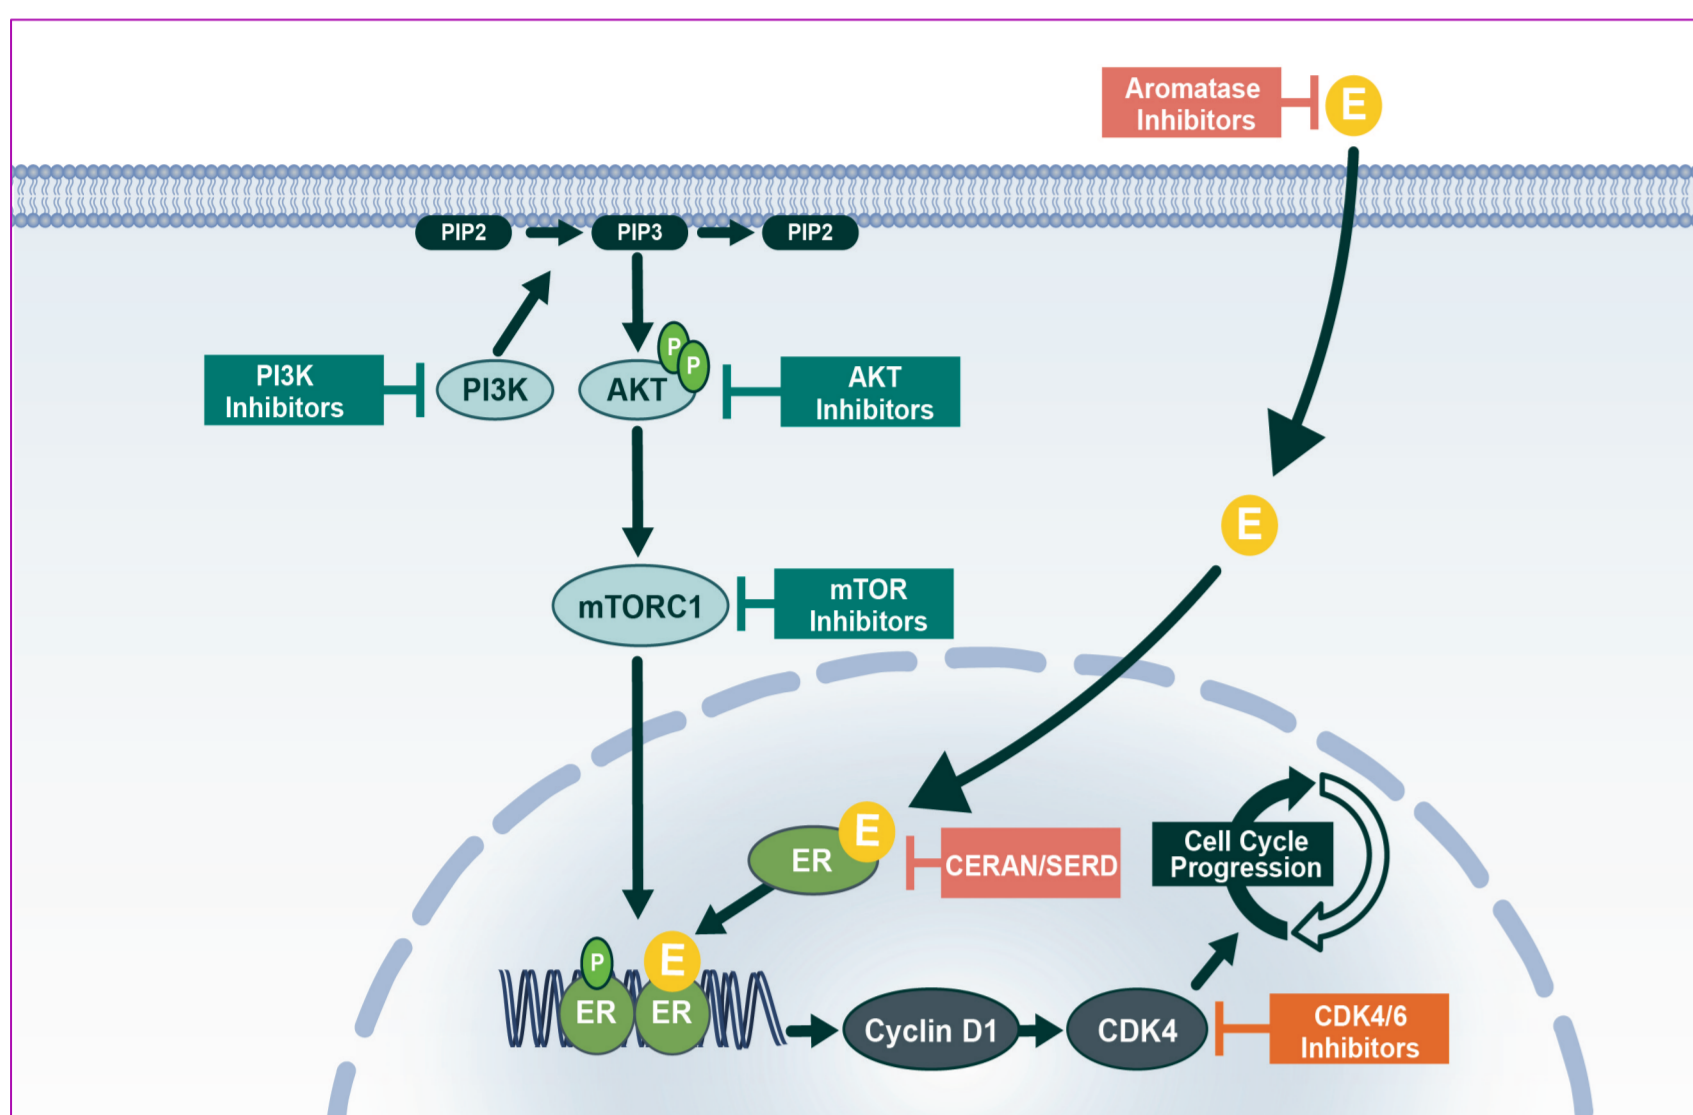 Aromatase
Inhibitors
E
PIP2
PIP3
PIP2
PI3K
Inhibitors
PI3K
AKT
P
P
AKT
Inhibitors
E
mTORC1
mTOR
Inhibitors
E
ER
CERAN/SERD
Cell Cycle
Progression
P
E
ER
ER
Cyclin D1
CDK4
CDK4/6
Inhibitors